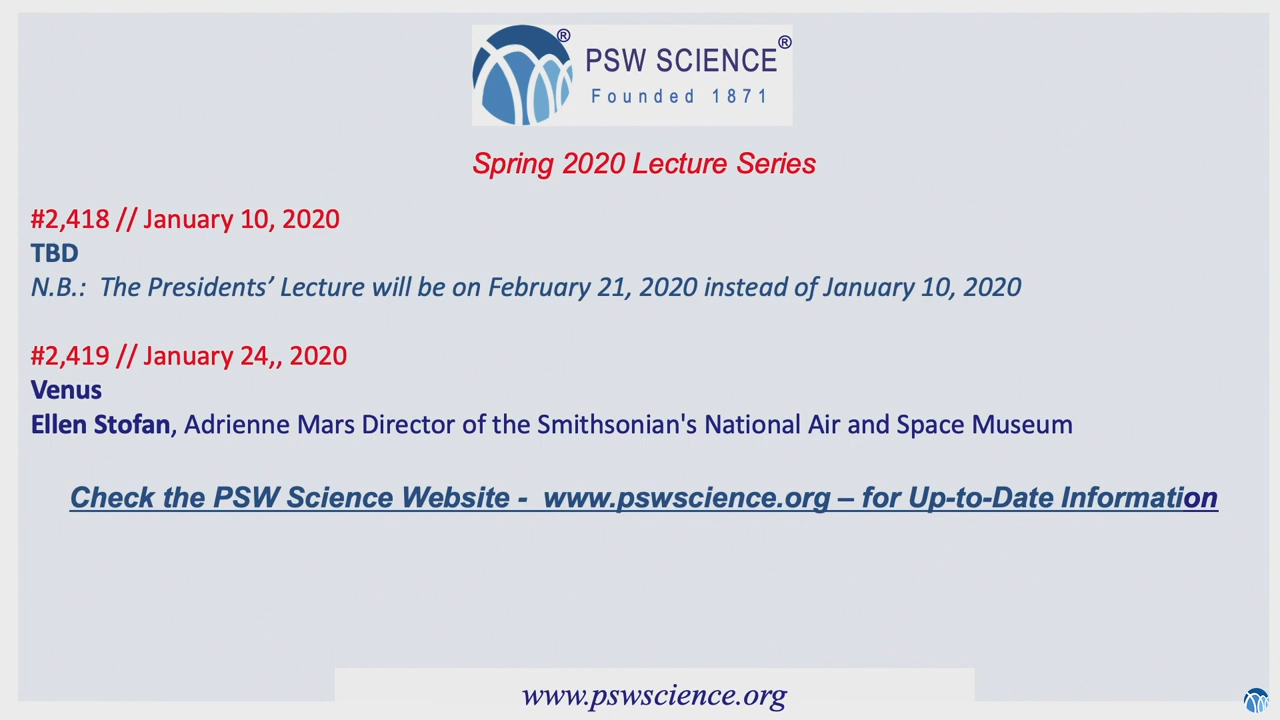 PSW SCIENCE®
Founded 1871
®
Spring 2020 Lecture Series
#2,418 // January 10, 2020
TBD
N.B.:  The Presidents’ Lecture will be on February 21, 2020 instead of January 10, 2020
#2,419 // January 24,, 2020
Venus
Ellen Stofan, Adrienne Mars Director of the Smithsonian's National Air and Space Museum
Check the PSW Science Website -  www.pswscience.org – for Up-to-Date Information
www.pswscience.org